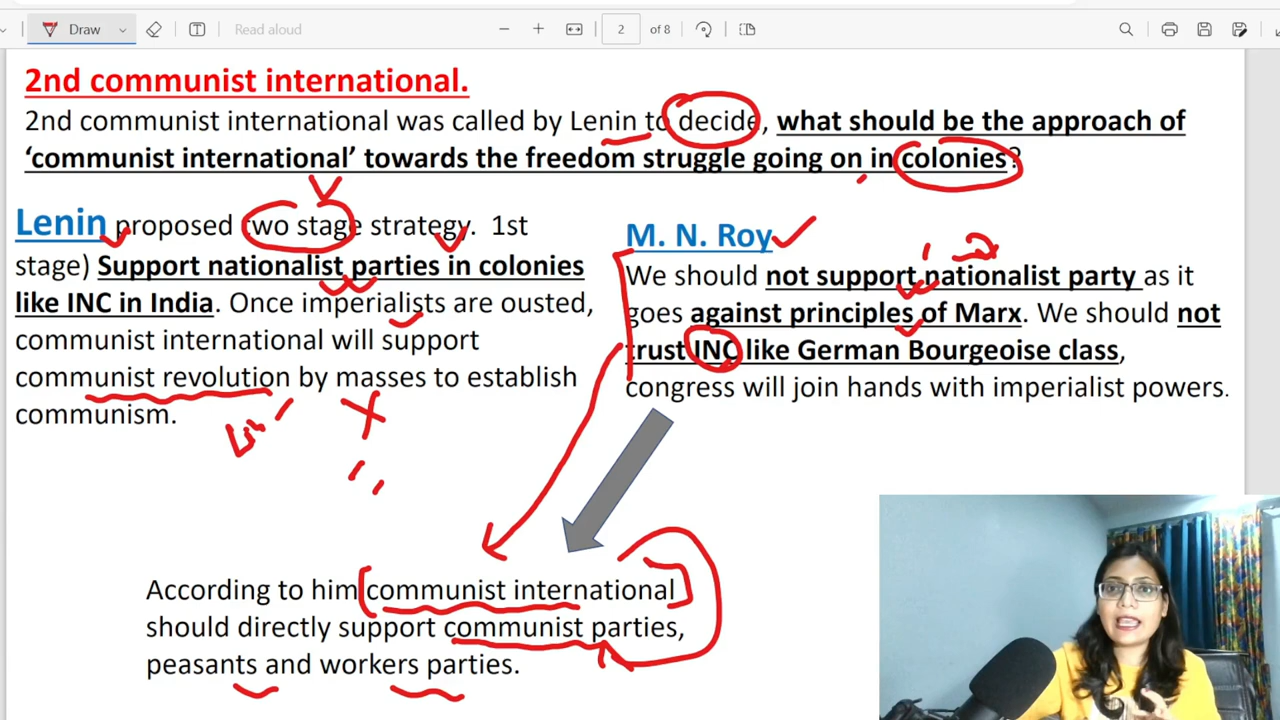 Draw
Read aloud
2
of 8
2nd communist international.
2nd communist international was called by Lenin to decide, what should be the approach of
‘communist international’ towards the freedom struggle going on in colonies?
Lenin proposed two stage strategy. 1st
stage) Support nationalist parties in colonies
like INC in India. Once imperialists are ousted,
communist international will support
communist revolution by masses to establish
communism.
M. N. Roy
We should not support nationalist party as it
goes against principles of Marx. We should not
trust INC like German Bourgeoise class,
congress will join hands with imperialist powers.
According to him communist international
should directly support communist parties,
peasants and workers parties.